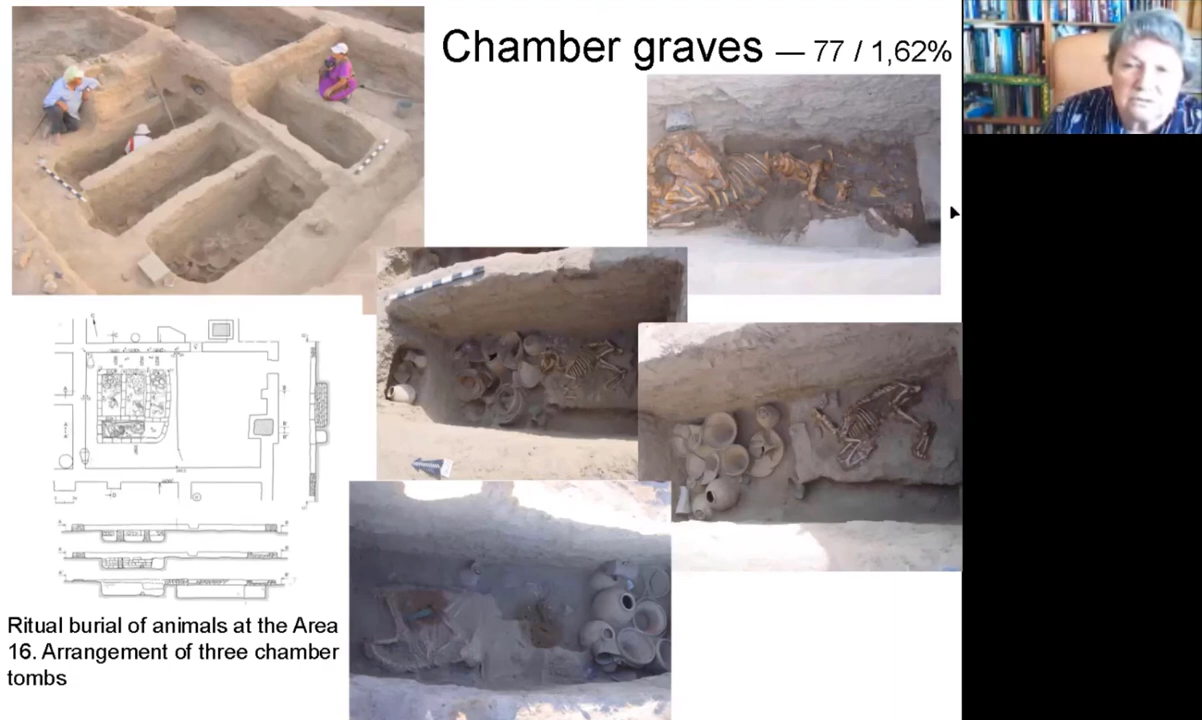 Chamber graves — 77 / 1,62%
Ritual burial of animals at the Area
16. Arrangement of three chamber
tombs